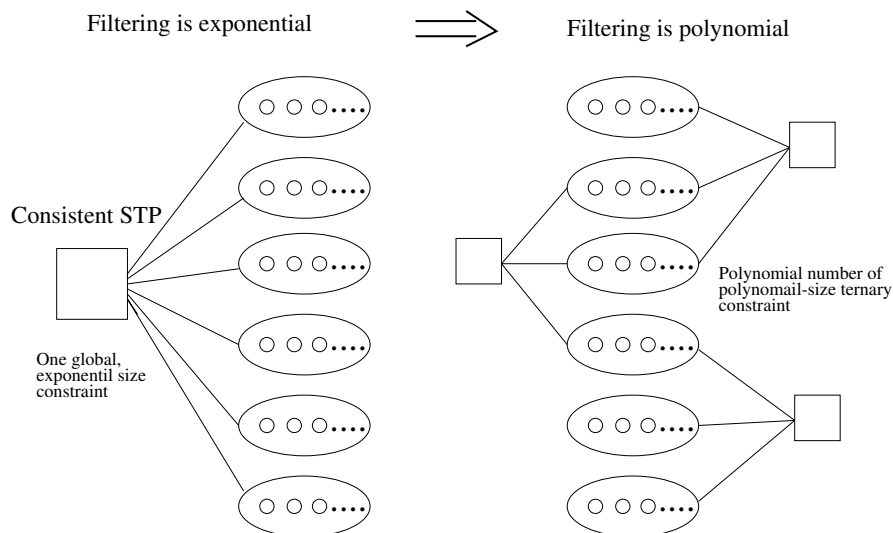 Filtering is exponential
Filtering is polynomial
Consistent STP
One global,
exponentil size
constraint
Polynomial number of
polynomail-size ternary
constraint